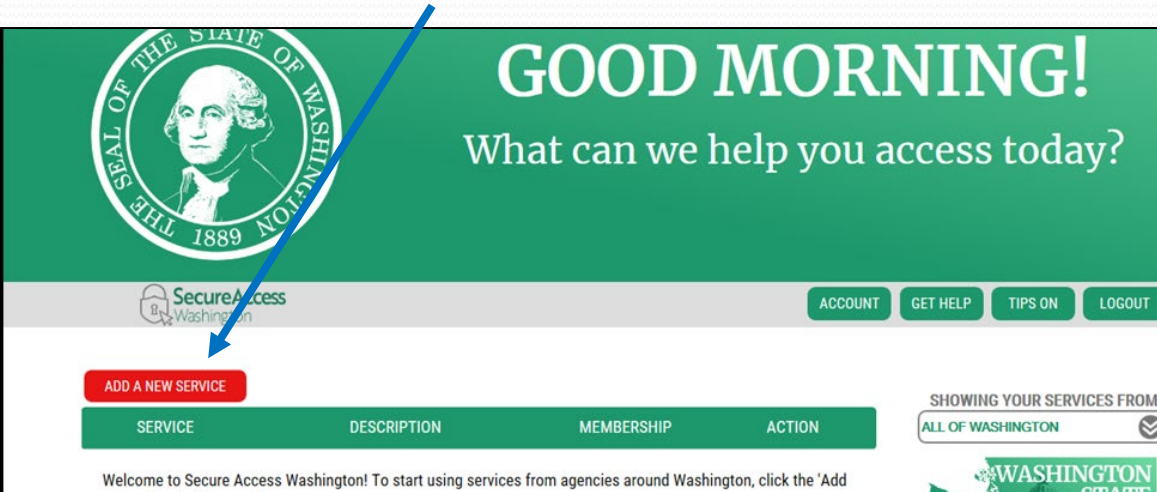 THE SEAL OF THE STATE OF WASHINGTON
1889
GOOD MORNING!
What can we help you access today?
SecureAccess
Washington
ACCOUNT GET HELP TIPS ON LOGOUT
ADD A NEW SERVICE
SHOWING YOUR SERVICES FROM
SERVICE DESCRIPTION MEMBERSHIP ACTION
ALL OF WASHINGTON
Welcome to Secure Access Washington! To start using services from agencies around Washington, click the 'Add
WASHINGTON
STATE